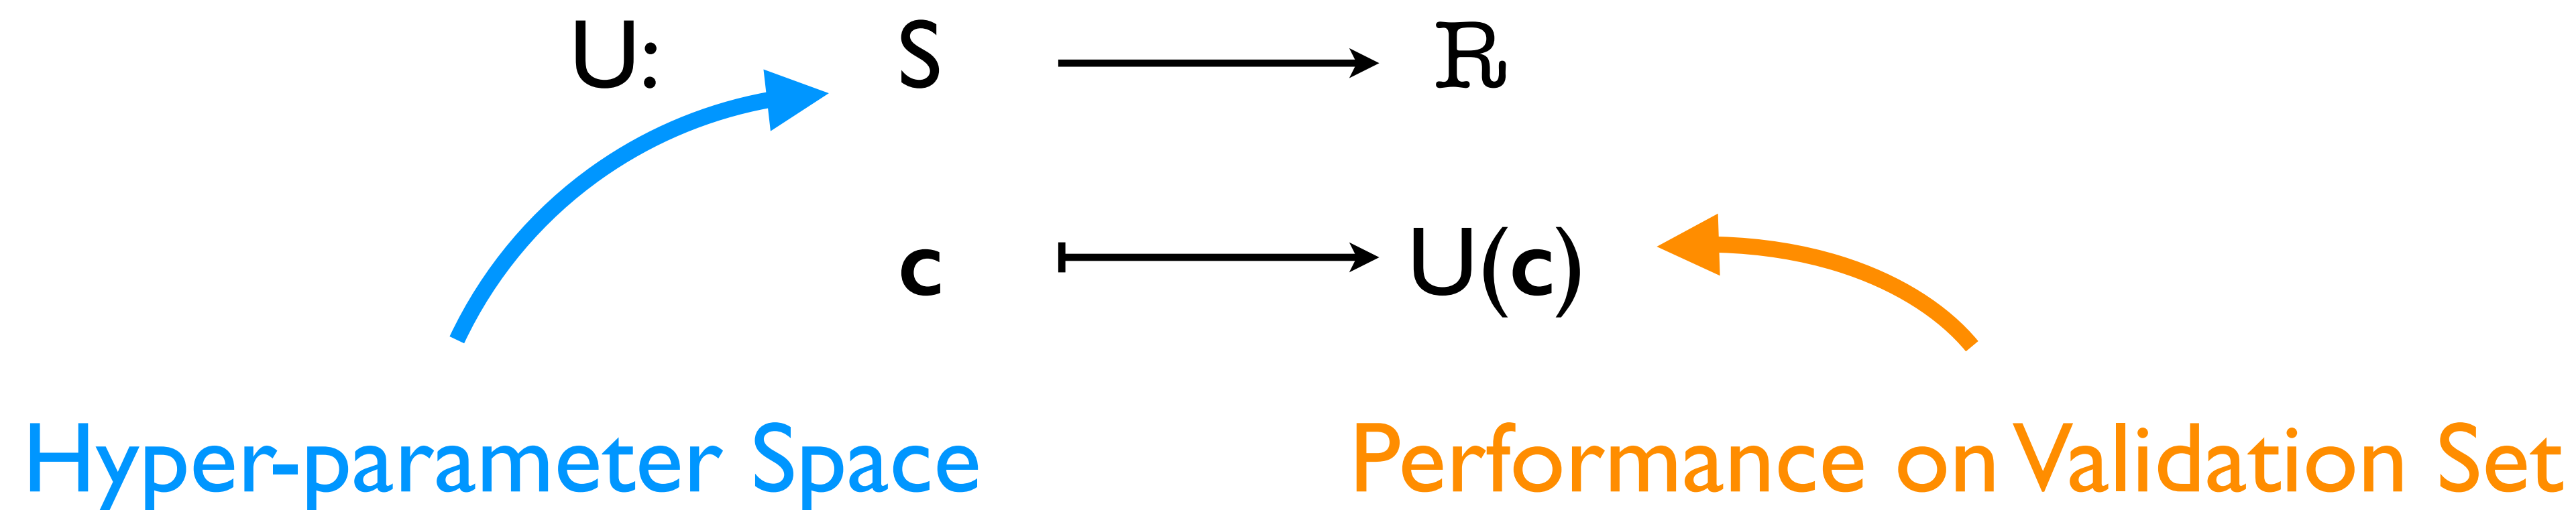 U: S ⟶ R
c ⟼ U(c)
Hyper-parameter Space
Performance on Validation Set